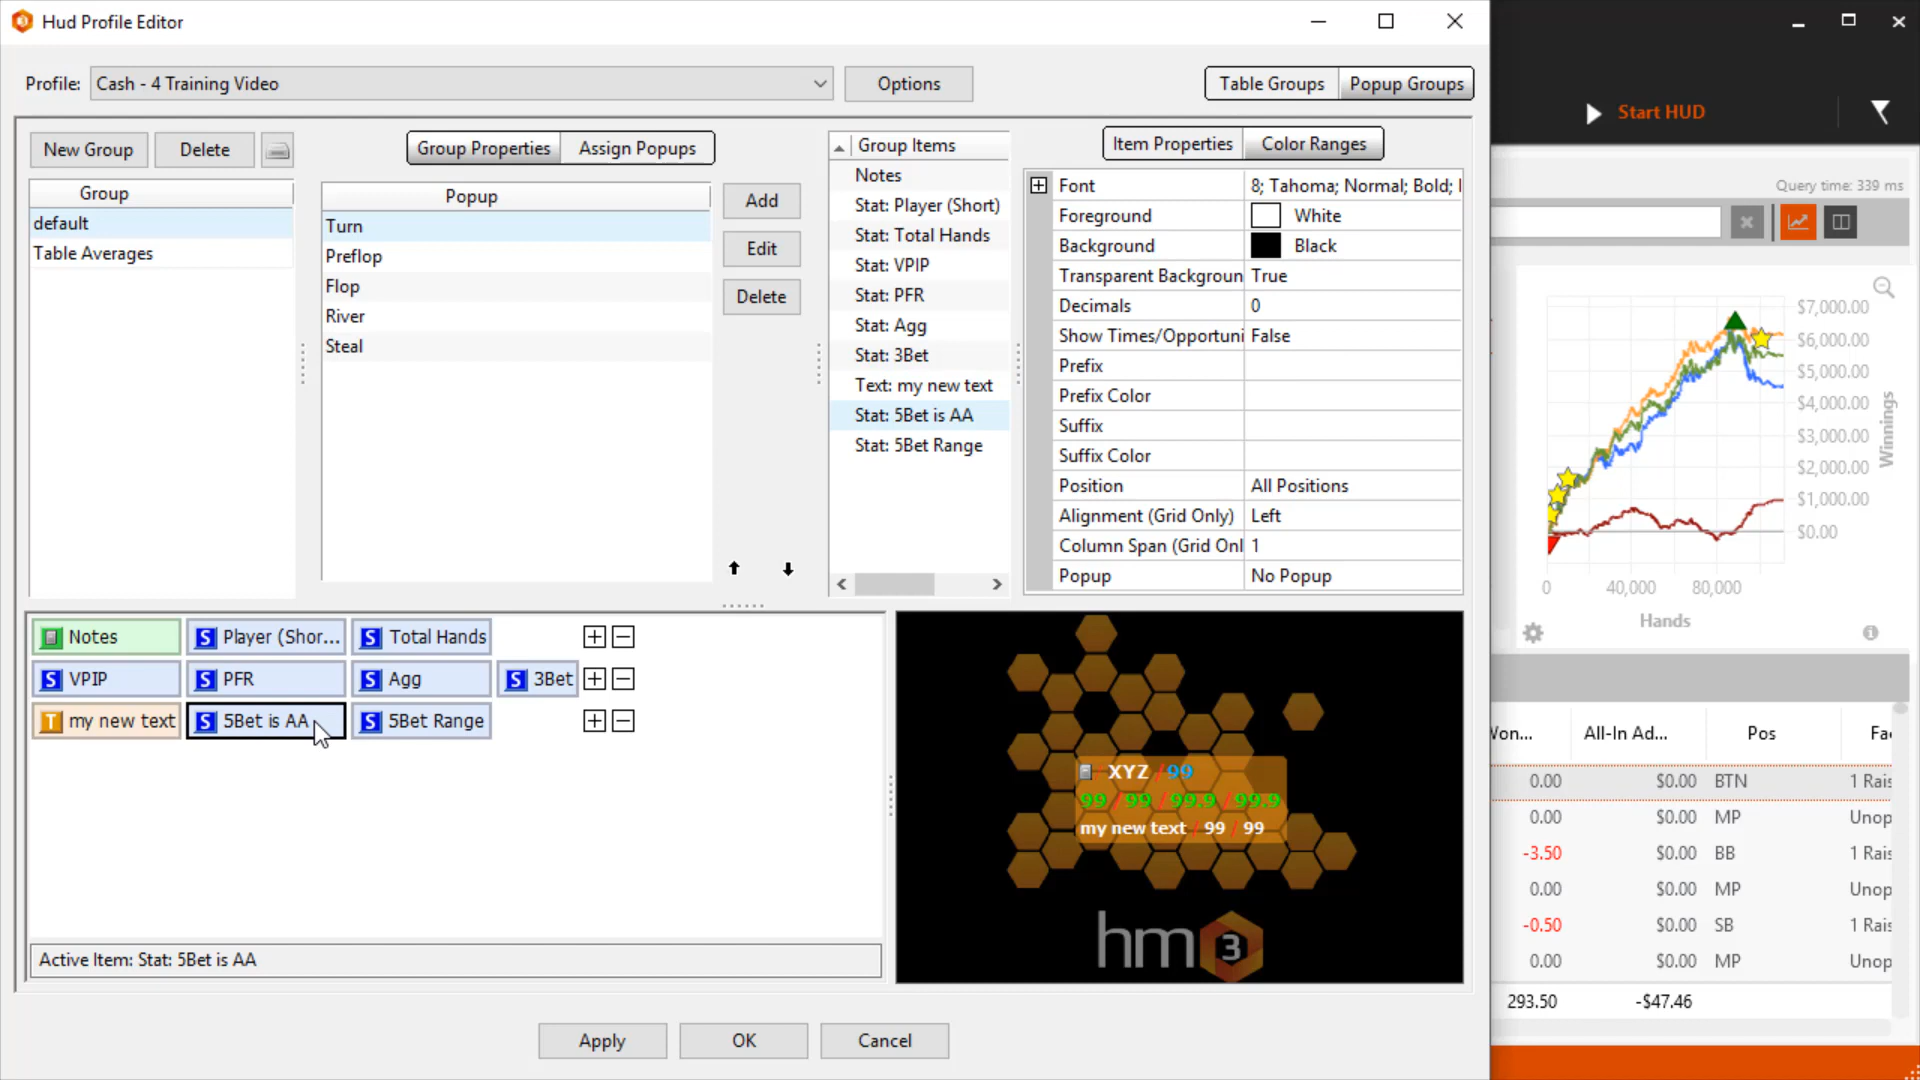 Hud Profile Editor
Profile:
Cash - 4 Training Video
Options
Table Groups
Popup Groups
New Group
Delete
Group Properties
Assign Popups
Group
default
Table Averages
Popup
Turn
Preflop
Flop
River
Steal
Add
Edit
Delete
Group Items
Notes
Stat: Player (Short)
Stat: Total Hands
Stat: VPIP
Stat: PFR
Stat: Agg
Stat: 3Bet
Text: my new text
Stat: 5Bet is AA
Stat: 5Bet Range
Item Properties
Color Ranges
Font 8; Tahoma; Normal; Bold;
Foreground White
Background Black
Transparent Backgroun True
Decimals 0
Show Times/Opportuni False
Prefix
Prefix Color
Suffix
Suffix Color
Position All Positions
Alignment (Grid Only) Left
Column Span (Grid Onl 1
Popup No Popup
Notes
S Player (Shor...
S Total Hands
S VPIP
S PFR
S Agg
S 3Bet
T my new text
S 5Bet is AA
S 5Bet Range
Active Item: Stat: 5Bet is AA
XYZ / 99
99 / 99 / 99.9 / 99.9
my new text / 99 / 99
hm 3
Apply
OK
Cancel
Start HUD
Query time: 339 ms
$7,000.00
$6,000.00
$5,000.00
$4,000.00
$3,000.00
$2,000.00
$1,000.00
$0.00
Winnings
0 40,000 80,000
Hands
Won... All-In Ad... Pos Fac
0.00 $0.00 BTN 1 Rais
0.00 $0.00 MP Unop
-3.50 $0.00 BB 1 Rais
0.00 $0.00 MP Unop
-0.50 $0.00 SB 1 Rais
0.00 $0.00 MP Unop
293.50 -$47.46